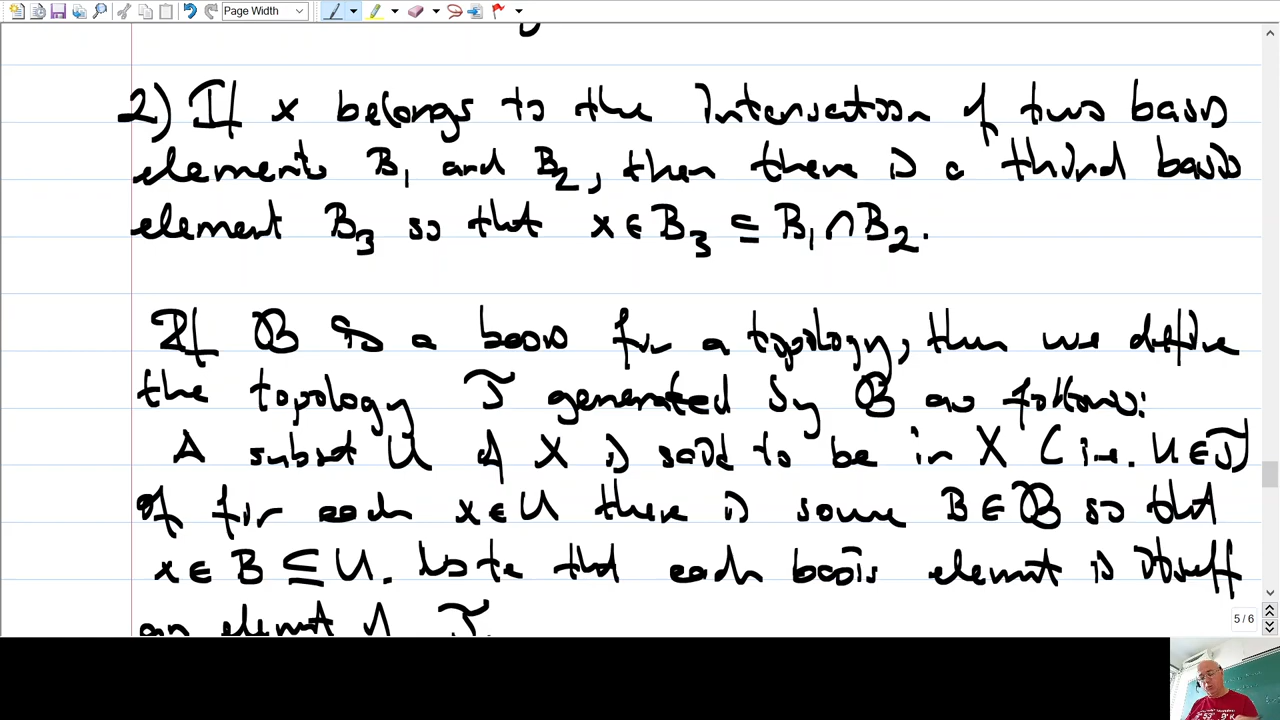 Page Width
2) If x belongs to the intersection of two basis
elements B₁ and B₂, then there is a third basis
element B₃ so that x ∈ B₃ ⊆ B₁ ∩ B₂.
If ℬ is a basis for a topology, then we define
the topology 𝒯 generated by ℬ as follows:
A subset U of X is said to be in X (i.e. U ∈ 𝒯)
if for each x ∈ U there is some B ∈ ℬ so that
x ∈ B ⊆ U. Note that each basis element is itself
an element of 𝒯.
5 / 6